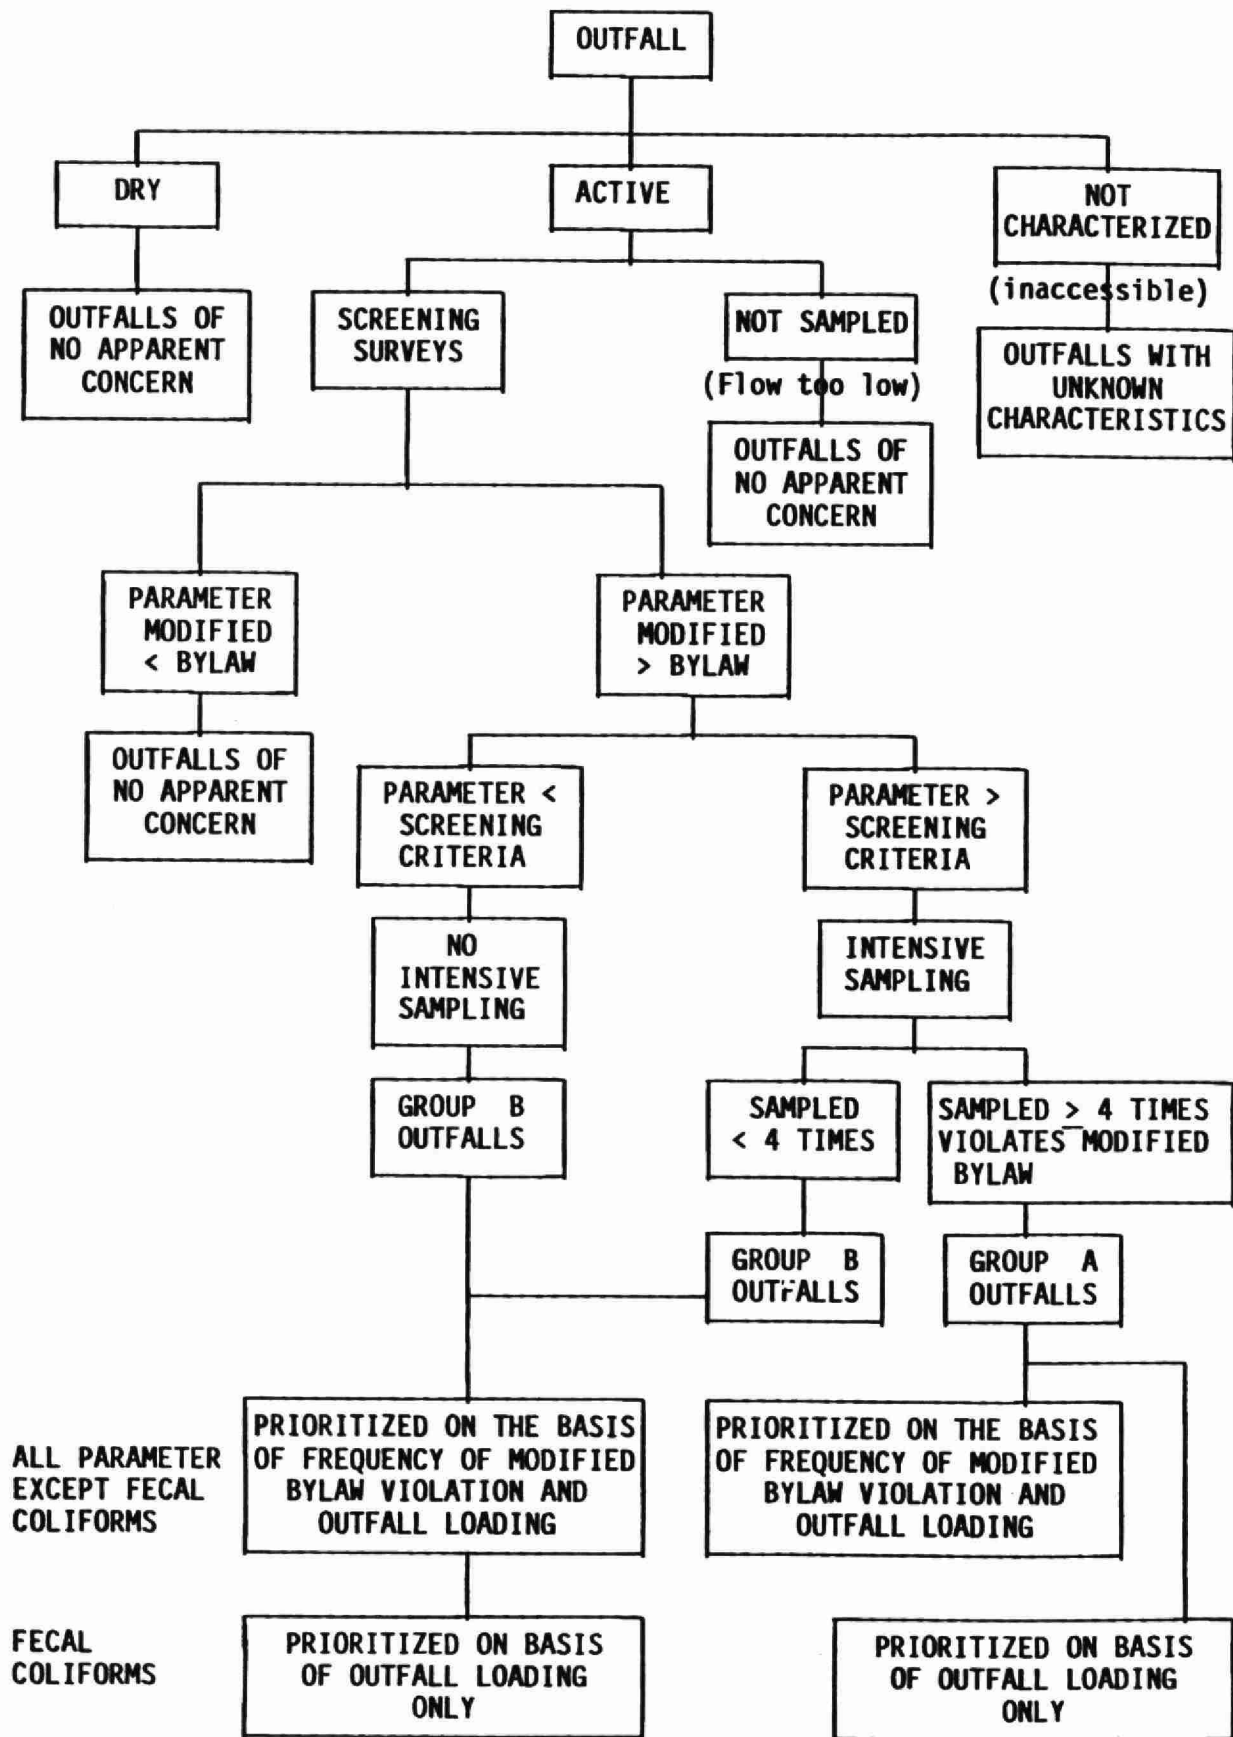 OUTFALL
DRY
ACTIVE
NOT
CHARACTERIZED
(inaccessible)
OUTFALLS OF
NO APPARENT
CONCERN
SCREENING
SURVEYS
NOT SAMPLED
(Flow too low)
OUTFALLS WITH
UNKNOWN
CHARACTERISTICS
OUTFALLS OF
NO APPARENT
CONCERN
PARAMETER
MODIFIED
< BYLAW
PARAMETER
MODIFIED
> BYLAW
OUTFALLS OF
NO APPARENT
CONCERN
PARAMETER <
SCREENING
CRITERIA
PARAMETER >
SCREENING
CRITERIA
NO
INTENSIVE
SAMPLING
INTENSIVE
SAMPLING
GROUP B
OUTFALLS
SAMPLED
< 4 TIMES
SAMPLED ≥ 4 TIMES
VIOLATES MODIFIED
BYLAW
GROUP B
OUTFALLS
GROUP A
OUTFALLS
ALL PARAMETER
EXCEPT FECAL
COLIFORMS
PRIORITIZED ON THE BASIS
OF FREQUENCY OF MODIFIED
BYLAW VIOLATION AND
OUTFALL LOADING
PRIORITIZED ON THE BASIS
OF FREQUENCY OF MODIFIED
BYLAW VIOLATION AND
OUTFALL LOADING
FECAL
COLIFORMS
PRIORITIZED ON BASIS
OF OUTFALL LOADING
ONLY
PRIORITIZED ON BASIS
OF OUTFALL LOADING
ONLY